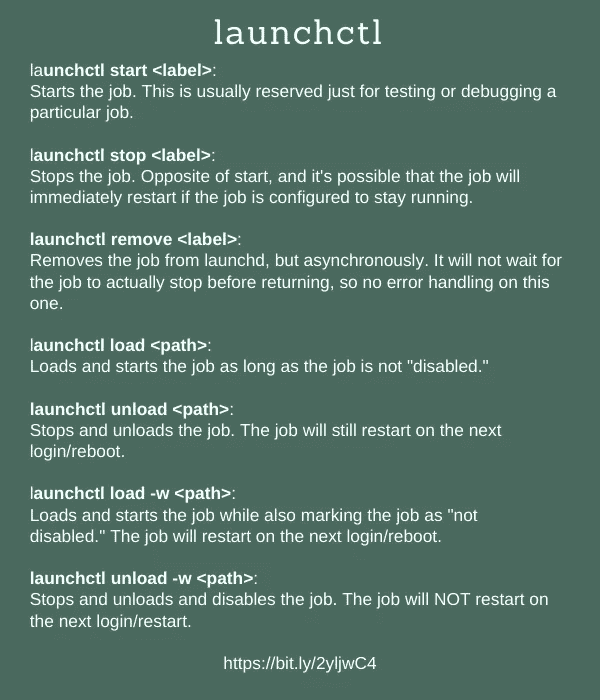 launchctl
launchctl start <label>:
Starts the job. This is usually reserved just for testing or debugging a
particular job.
launchctl stop <label>:
Stops the job. Opposite of start, and it's possible that the job will
immediately restart if the job is configured to stay running.
launchctl remove <label>:
Removes the job from launchd, but asynchronously. It will not wait for
the job to actually stop before returning, so no error handling on this
one.
launchctl load <path>:
Loads and starts the job as long as the job is not "disabled."
launchctl unload <path>:
Stops and unloads the job. The job will still restart on the next
login/reboot.
launchctl load -w <path>:
Loads and starts the job while also marking the job as "not
disabled." The job will restart on the next login/reboot.
launchctl unload -w <path>:
Stops and unloads and disables the job. The job will NOT restart on
the next login/restart.
https://bit.ly/2yljwC4